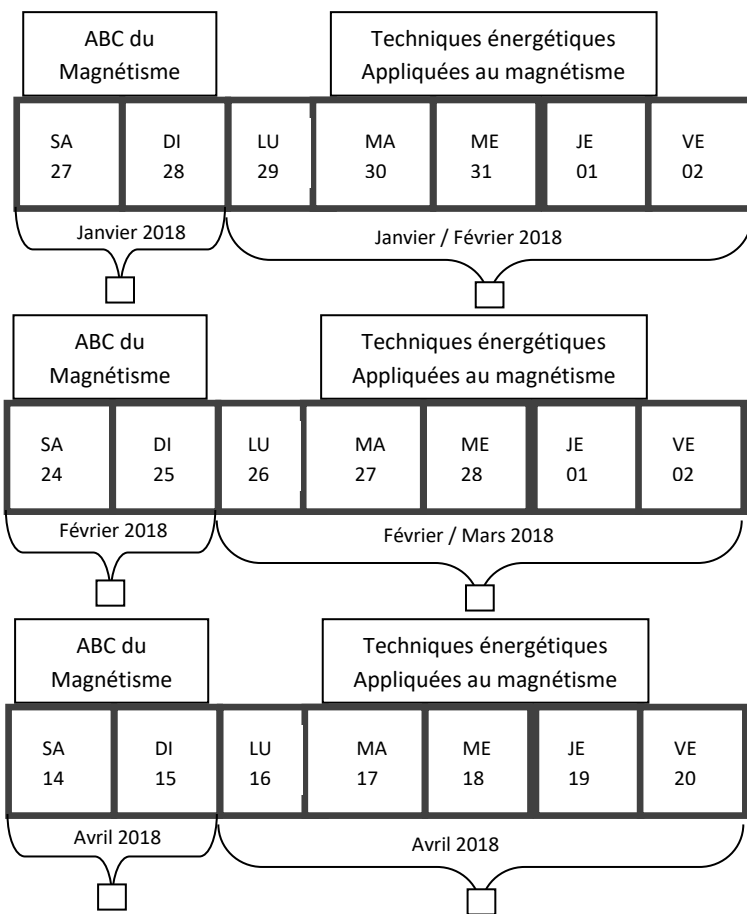 ABC du
Magnétisme
Techniques énergétiques
Appliquées au magnétisme
SA DI LU MA ME JE VE
27 28 29 30 31 01 02
Janvier 2018 Janvier / Février 2018
ABC du
Magnétisme
Techniques énergétiques
Appliquées au magnétisme
SA DI LU MA ME JE VE
24 25 26 27 28 01 02
Février 2018 Février / Mars 2018
ABC du
Magnétisme
Techniques énergétiques
Appliquées au magnétisme
SA DI LU MA ME JE VE
14 15 16 17 18 19 20
Avril 2018 Avril 2018